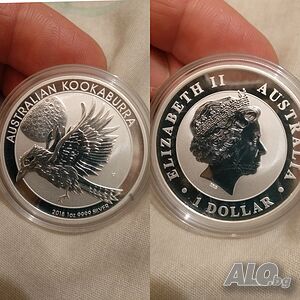 AUSTRALIAN KOOKABURRA
2018 1oz 9999 SILVER
ELIZABETH II AUSTRALIA
1 DOLLAR
ALO.bg